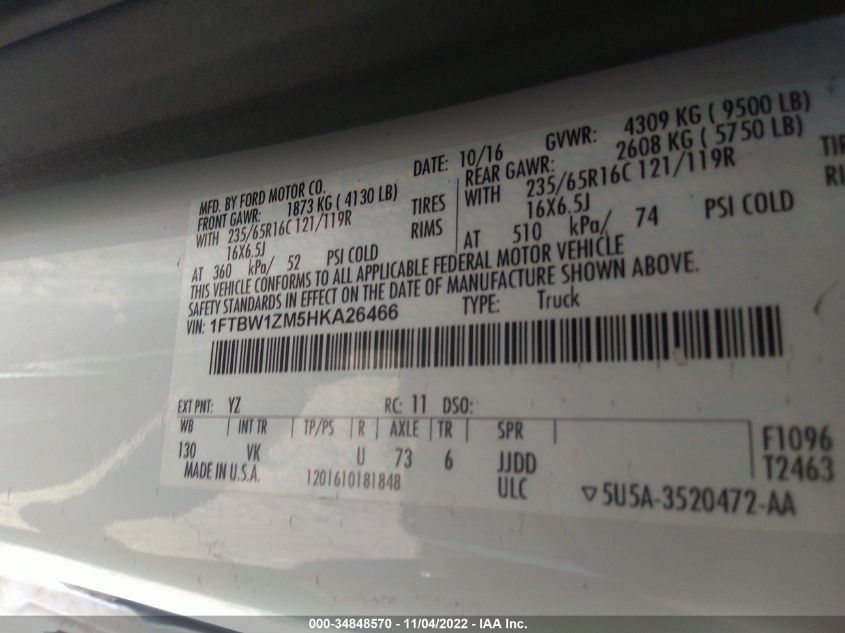 MFD. BY FORD MOTOR CO. DATE: 10/16 GVWR: 4309 KG ( 9500 LB)
FRONT GAWR: 1873 KG ( 4130 LB) REAR GAWR: 2608 KG ( 5750 LB)
WITH 235/65R16C 121/119R TIRES WITH 235/65R16C 121/119R
16X6.5J RIMS 16X6.5J
AT 360 kPa/ 52 PSI COLD AT 510 kPa/ 74 PSI COLD
THIS VEHICLE CONFORMS TO ALL APPLICABLE FEDERAL MOTOR VEHICLE
SAFETY STANDARDS IN EFFECT ON THE DATE OF MANUFACTURE SHOWN ABOVE.
VIN: 1FTBW1ZM5HKA26466 TYPE: Truck
EXT PNT: YZ RC: 11 DSO:
WB INT TR TP/PS R AXLE TR SPR F1096
130 VK U 73 6 JJDD T2463
MADE IN U.S.A. 1201610181848 ULC ▽5U5A-3520472-AA
000-34848570 - 11/04/2022 - IAA Inc.